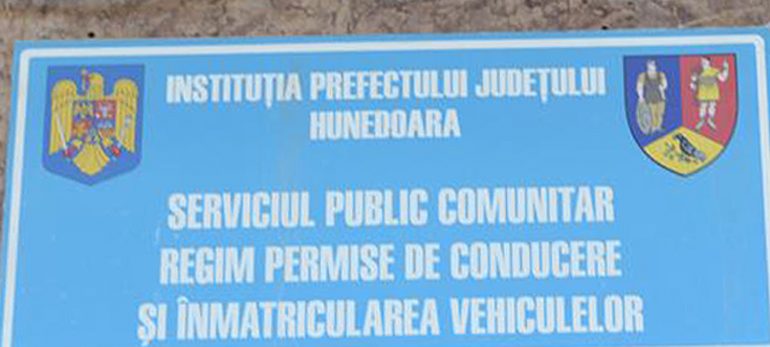 INSTITUȚIA PREFECTULUI JUDEȚULUI
HUNEDOARA
SERVICIUL PUBLIC COMUNITAR
REGIM PERMISE DE CONDUCERE
ȘI ÎNMATRICULAREA VEHICULELOR